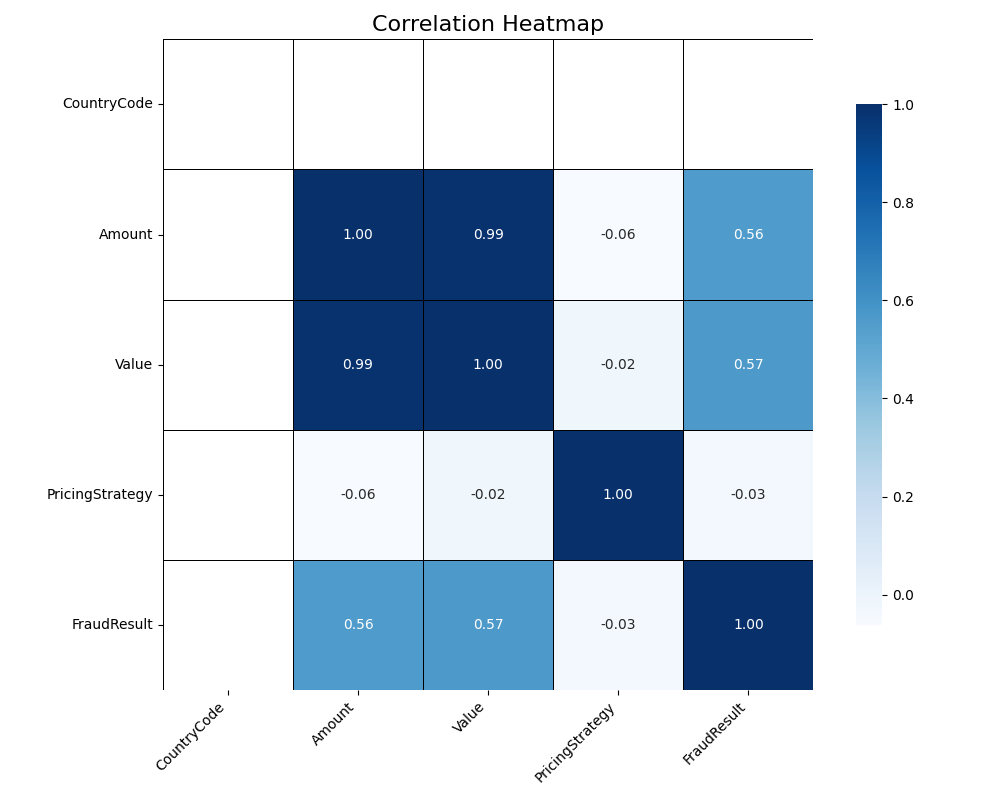 Correlation Heatmap
CountryCode
Amount 1.00 0.99 -0.06 0.56
Value 0.99 1.00 -0.02 0.57
PricingStrategy -0.06 -0.02 1.00 -0.03
FraudResult 0.56 0.57 -0.03 1.00
CountryCode Amount Value PricingStrategy FraudResult
1.0
0.8
0.6
0.4
0.2
0.0